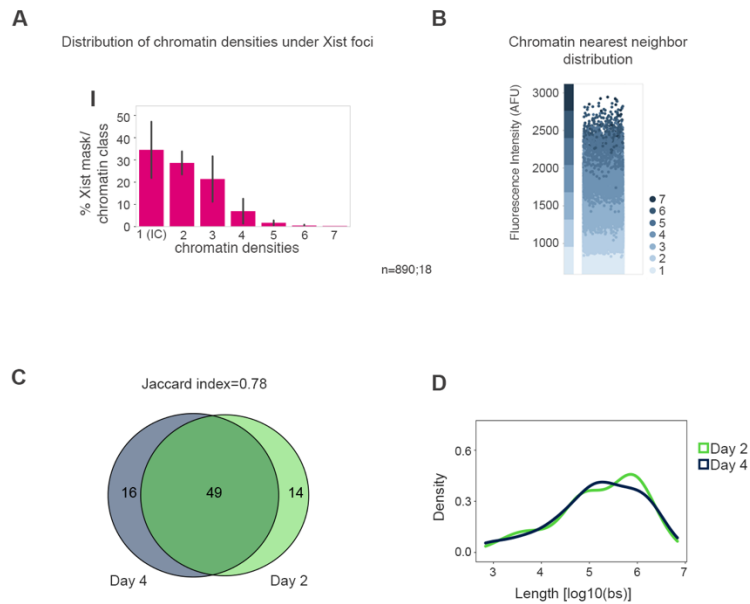 A
Distribution of chromatin densities under Xist foci
I
% Xist mask/
chromatin class
50
40
30
20
10
0
1 (IC) 2 3 4 5 6 7
chromatin densities
n=890;18
B
Chromatin nearest neighbor
distribution
Fluorescence Intensity (AFU)
3000
2500
2000
1500
1000
7
6
5
4
3
2
1
C
Jaccard index=0.78
16 49 14
Day 4 Day 2
D
Density
0.6
0.3
0.0
2 3 4 5 6 7
Length [log10(bs)]
Day 2
Day 4